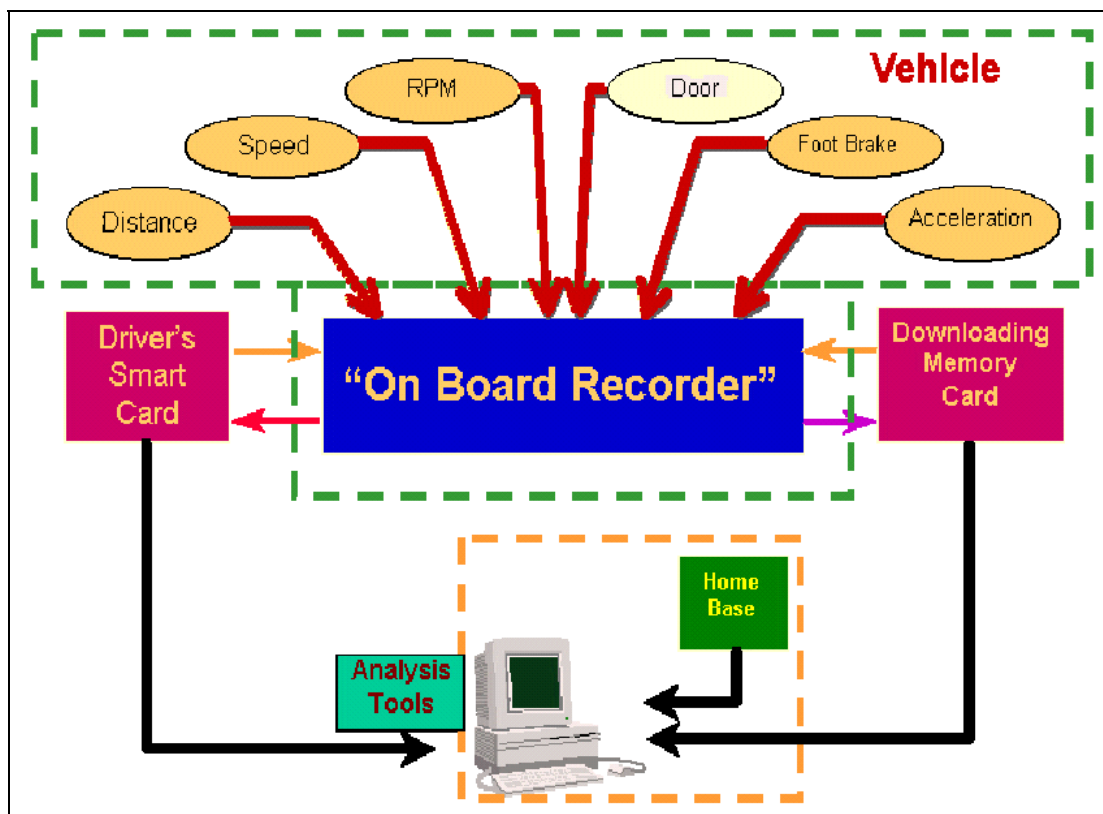 Vehicle
RPM
Door
Speed
Foot Brake
Distance
Acceleration
Driver's
Smart
Card
“On Board Recorder”
Downloading
Memory
Card
Home
Base
Analysis
Tools